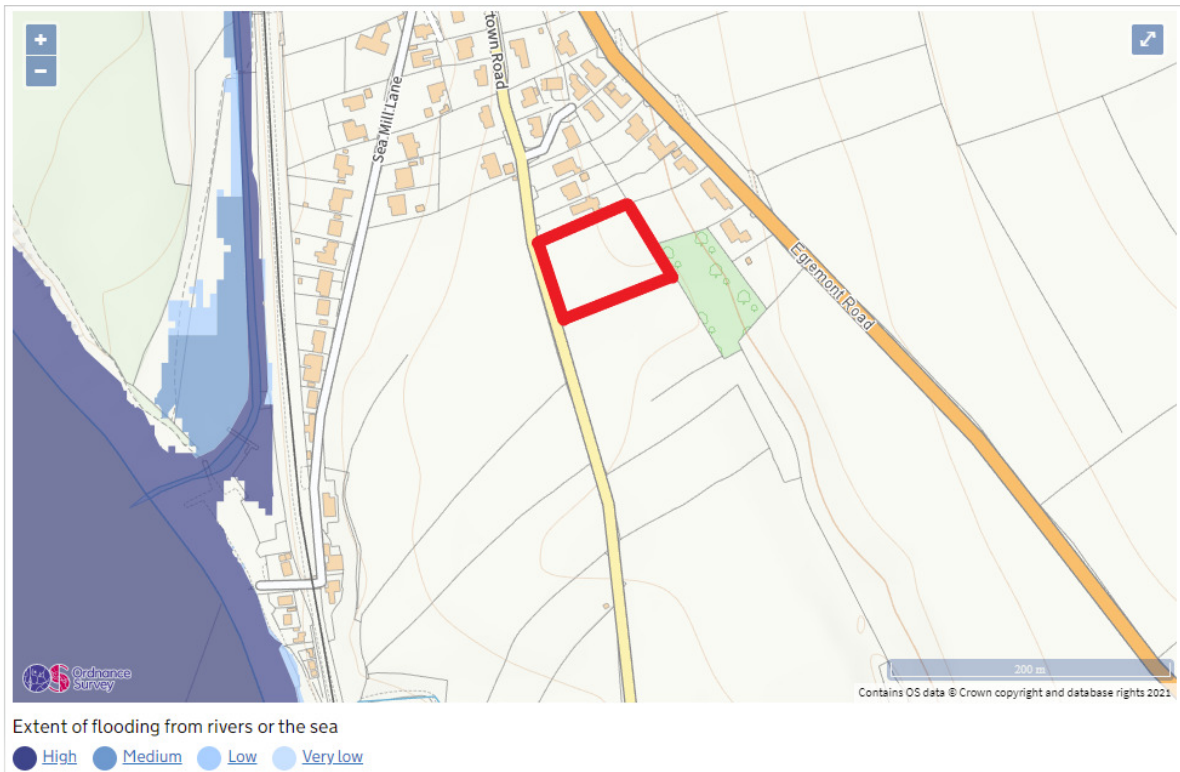 +
−
town Road
Sea Mill Lane
Egremont Road
Ordnance
Survey
200 m
Contains OS data © Crown copyright and database rights 2021
Extent of flooding from rivers or the sea
High Medium Low Very low